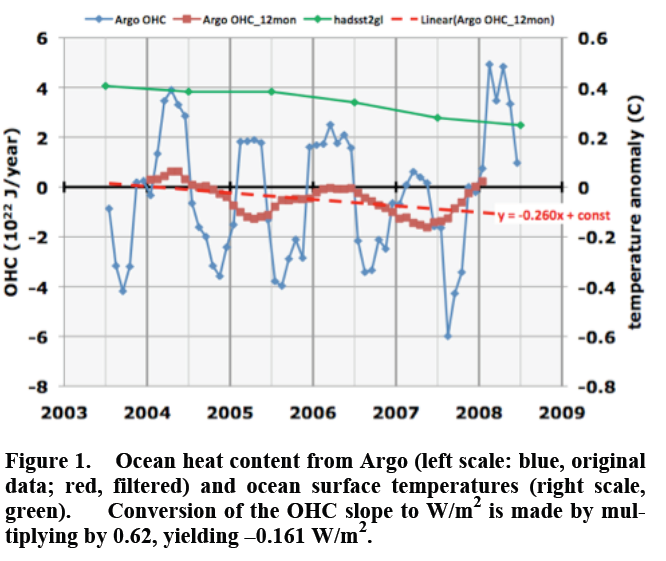 Argo OHC Argo OHC_12mon hadsst2gl Linear(Argo OHC_12mon)
6 0.6
4 0.4
2 0.2
0 0
-2 -0.2
-4 -0.4
-6 -0.6
-8 -0.8
OHC (10²² J/year)
temperature anomaly (C)
y = -0.260x + const
2003 2004 2005 2006 2007 2008 2009
Figure 1. Ocean heat content from Argo (left scale: blue, original
data; red, filtered) and ocean surface temperatures (right scale,
green). Conversion of the OHC slope to W/m² is made by mul-
tiplying by 0.62, yielding –0.161 W/m².